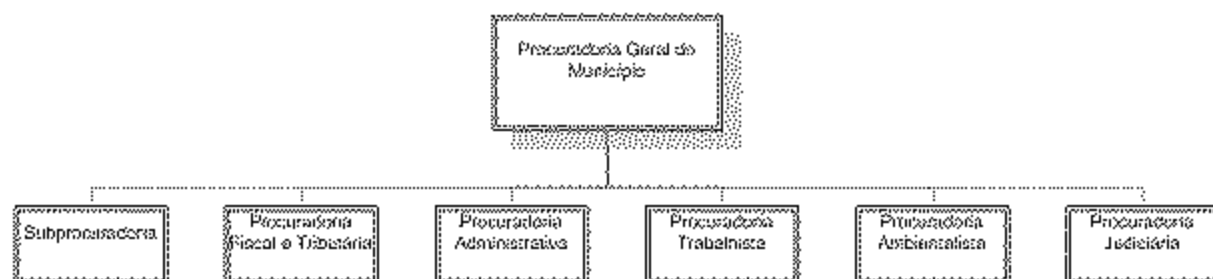 Procuradoria Geral do
Município
Subprocuradoria
Procuradoria
Fiscal e Tributária
Procuradoria
Administrativa
Procuradoria
Trabalhista
Procuradoria
Ambientalista
Procuradoria
Judiciária